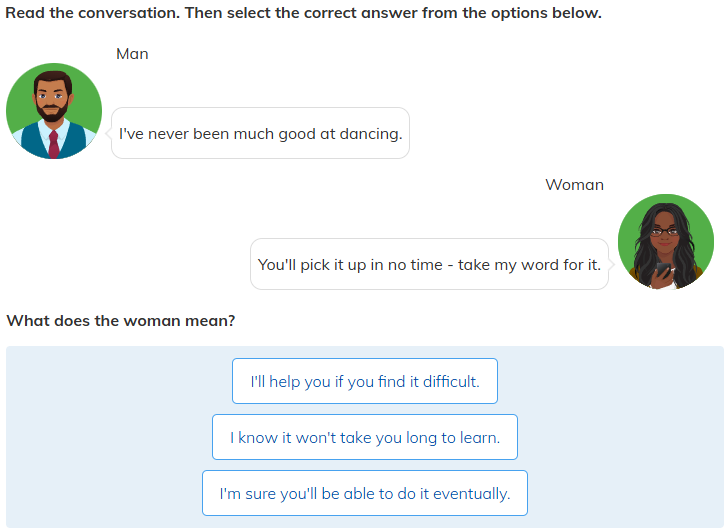 Read the conversation. Then select the correct answer from the options below.
Man
I've never been much good at dancing.
Woman
You'll pick it up in no time - take my word for it.
What does the woman mean?
I'll help you if you find it difficult.
I know it won't take you long to learn.
I'm sure you'll be able to do it eventually.